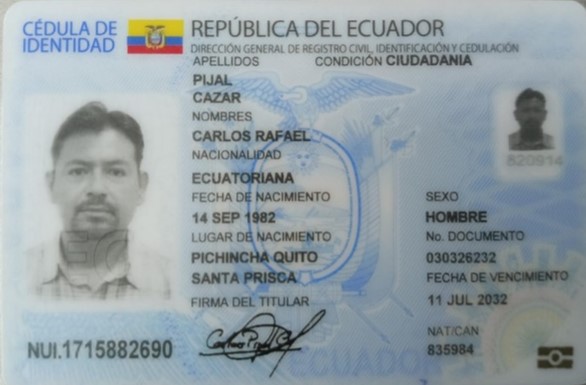 CÉDULA DE
IDENTIDAD
REPÚBLICA DEL ECUADOR
DIRECCIÓN GENERAL DE REGISTRO CIVIL, IDENTIFICACIÓN Y CEDULACIÓN
APELLIDOS CONDICIÓN CIUDADANIA
PIJAL
CAZAR
NOMBRES
CARLOS RAFAEL
NACIONALIDAD
ECUATORIANA
FECHA DE NACIMIENTO
14 SEP 1982
LUGAR DE NACIMIENTO
PICHINCHA QUITO
SANTA PRISCA
FIRMA DEL TITULAR
820914
SEXO
HOMBRE
No. DOCUMENTO
030326232
FECHA DE VENCIMIENTO
11 JUL 2032
NAT/CAN
835984
NUI.1715882690
ECUADOR